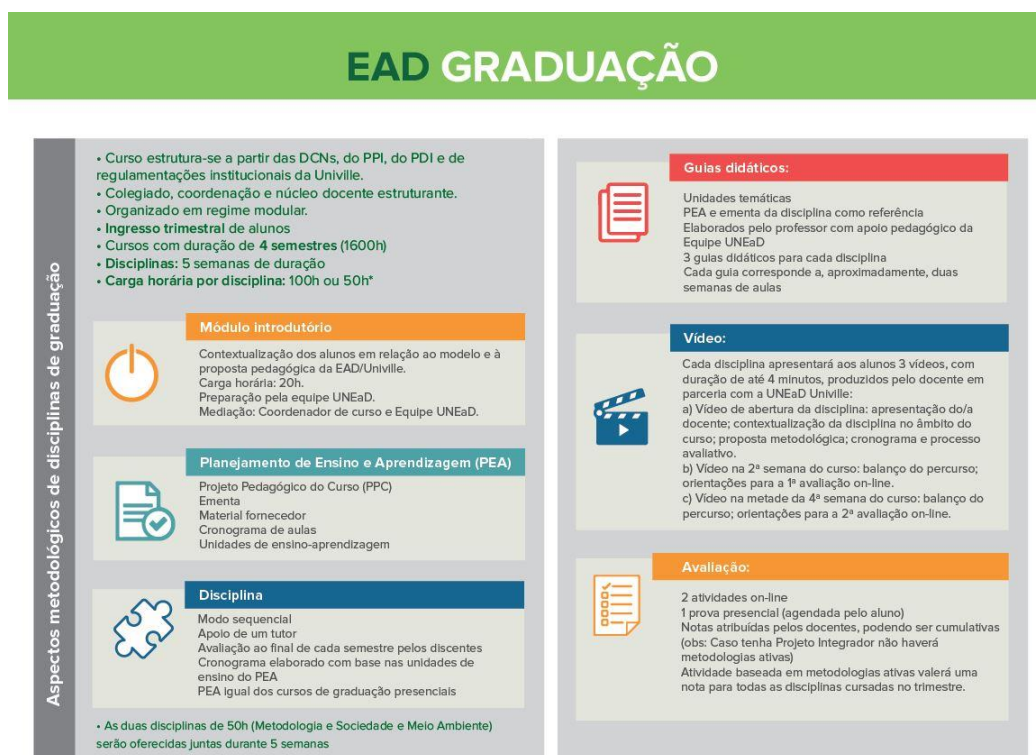 EAD GRADUAÇÃO
Aspectos metodológicos de disciplinas de graduação
• Curso estrutura-se a partir das DCNs, do PPI, do PDI e de
regulamentações institucionais da Univille.
• Colegiado, coordenação e núcleo docente estruturante.
• Organizado em regime modular.
• Ingresso trimestral de alunos
• Cursos com duração de 4 semestres (1600h)
• Disciplinas: 5 semanas de duração
• Carga horária por disciplina: 100h ou 50h*
Módulo introdutório
Contextualização dos alunos em relação ao modelo e à
proposta pedagógica da EAD/Univille.
Carga horária: 20h.
Preparação pela equipe UNEaD.
Mediação: Coordenador de curso e Equipe UNEaD.
Planejamento de Ensino e Aprendizagem (PEA)
Projeto Pedagógico do Curso (PPC)
Ementa
Material fornecedor
Cronograma de aulas
Unidades de ensino-aprendizagem
Disciplina
Modo sequencial
Apoio de um tutor
Avaliação ao final de cada semestre pelos discentes
Cronograma elaborado com base nas unidades de
ensino do PEA
PEA igual dos cursos de graduação presenciais
• As duas disciplinas de 50h (Metodologia e Sociedade e Meio Ambiente)
serão oferecidas juntas durante 5 semanas
Guias didáticos:
Unidades temáticas
PEA e ementa da disciplina como referência
Elaborados pelo professor com apoio pedagógico da
Equipe UNEaD
3 guias didáticos para cada disciplina
Cada guia corresponde a, aproximadamente, duas
semanas de aulas
Vídeo:
Cada disciplina apresentará aos alunos 3 vídeos, com
duração de até 4 minutos, produzidos pelo docente em
parceria com a UNEaD Univille:
a) Vídeo de abertura da disciplina: apresentação do/a
docente; contextualização da disciplina no âmbito do
curso; proposta metodológica; cronograma e processo
avaliativo.
b) Vídeo na 2ª semana do curso: balanço do percurso;
orientações para a 1ª avaliação on-line.
c) Vídeo na metade da 4ª semana do curso: balanço do
percurso; orientações para a 2ª avaliação on-line.
Avaliação:
2 atividades on-line
1 prova presencial (agendada pelo aluno)
Notas atribuídas pelos docentes, podendo ser cumulativas
(obs: Caso tenha Projeto Integrador não haverá
metodologias ativas)
Atividade baseada em metodologias ativas valerá uma
nota para todas as disciplinas cursadas no trimestre.